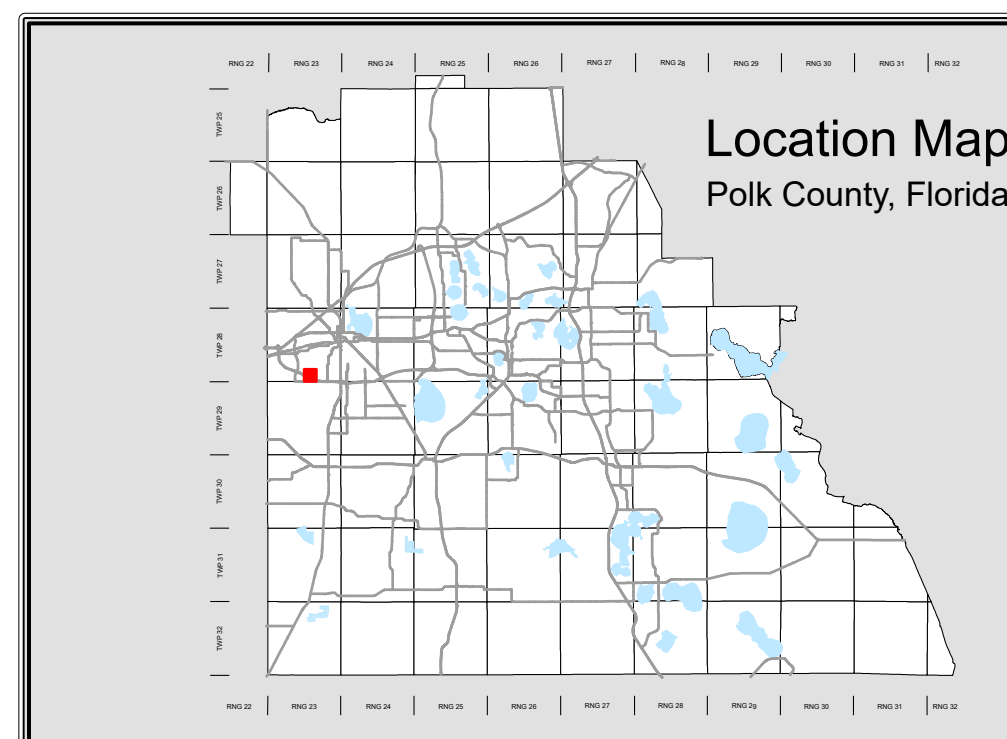 RNG 22 RNG 23 RNG 24 RNG 25 RNG 26 RNG 27 RNG 28 RNG 29 RNG 30 RNG 31 RNG 32
Location Map
Polk County, Florida
TWP 25
TWP 26
TWP 27
TWP 28
TWP 29
TWP 30
TWP 31
TWP 32
RNG 22 RNG 23 RNG 24 RNG 25 RNG 26 RNG 27 RNG 28 RNG 29 RNG 30 RNG 31 RNG 32